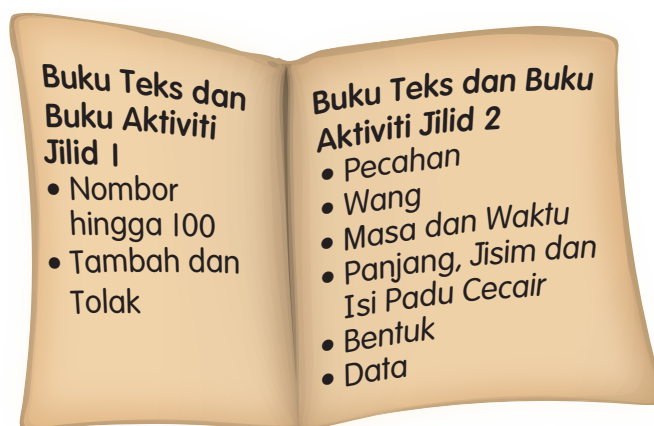 Buku Teks dan
Buku Aktiviti
Jilid 1
• Nombor
hingga 100
• Tambah dan
Tolak
Buku Teks dan Buku
Aktiviti Jilid 2
• Pecahan
• Wang
• Masa dan Waktu
• Panjang, Jisim dan
Isi Padu Cecair
• Bentuk
• Data